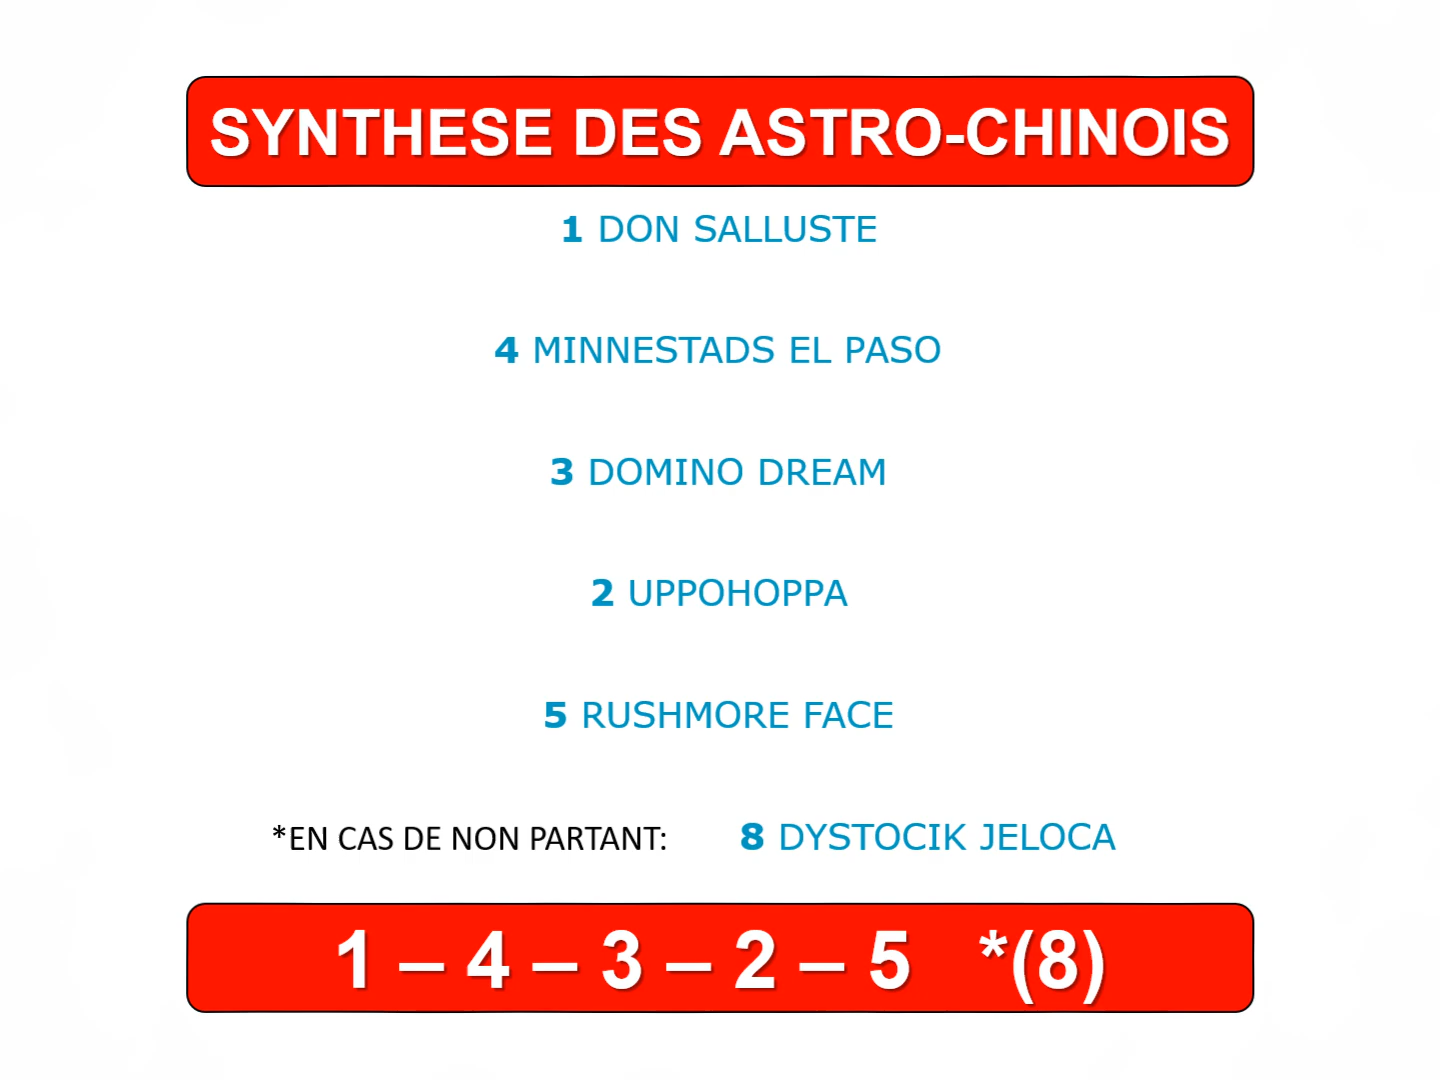 SYNTHESE DES ASTRO-CHINOIS
1 DON SALLUSTE
4 MINNESTADS EL PASO
3 DOMINO DREAM
2 UPPOHOPPA
5 RUSHMORE FACE
*EN CAS DE NON PARTANT: 8 DYSTOCIK JELOCA
1 – 4 – 3 – 2 – 5 *(8)